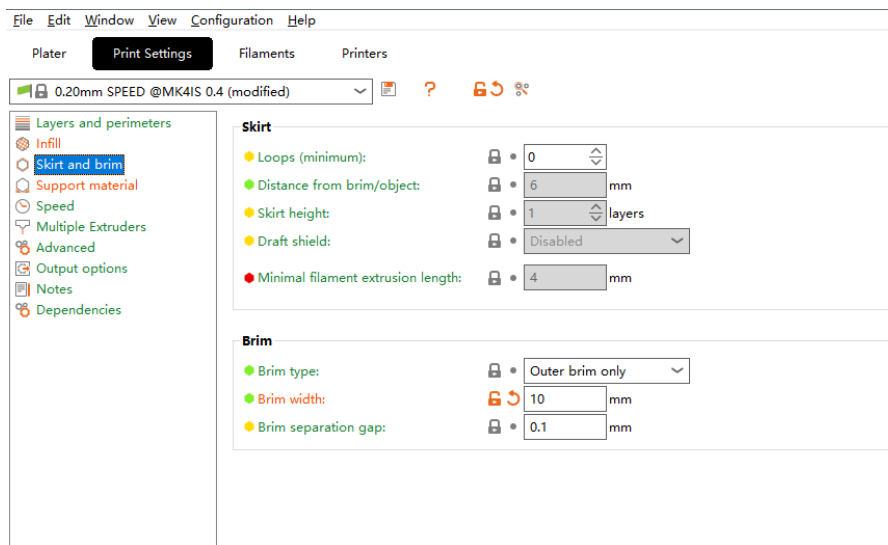 File Edit Window View Configuration Help
Plater Print Settings Filaments Printers
0.20mm SPEED @MK4IS 0.4 (modified) ?
Layers and perimeters
Infill
Skirt and brim
Support material
Speed
Multiple Extruders
Advanced
Output options
Notes
Dependencies
Skirt
Loops (minimum): 0
Distance from brim/object: 6 mm
Skirt height: 1 layers
Draft shield: Disabled
Minimal filament extrusion length: 4 mm
Brim
Brim type: Outer brim only
Brim width: 10 mm
Brim separation gap: 0.1 mm